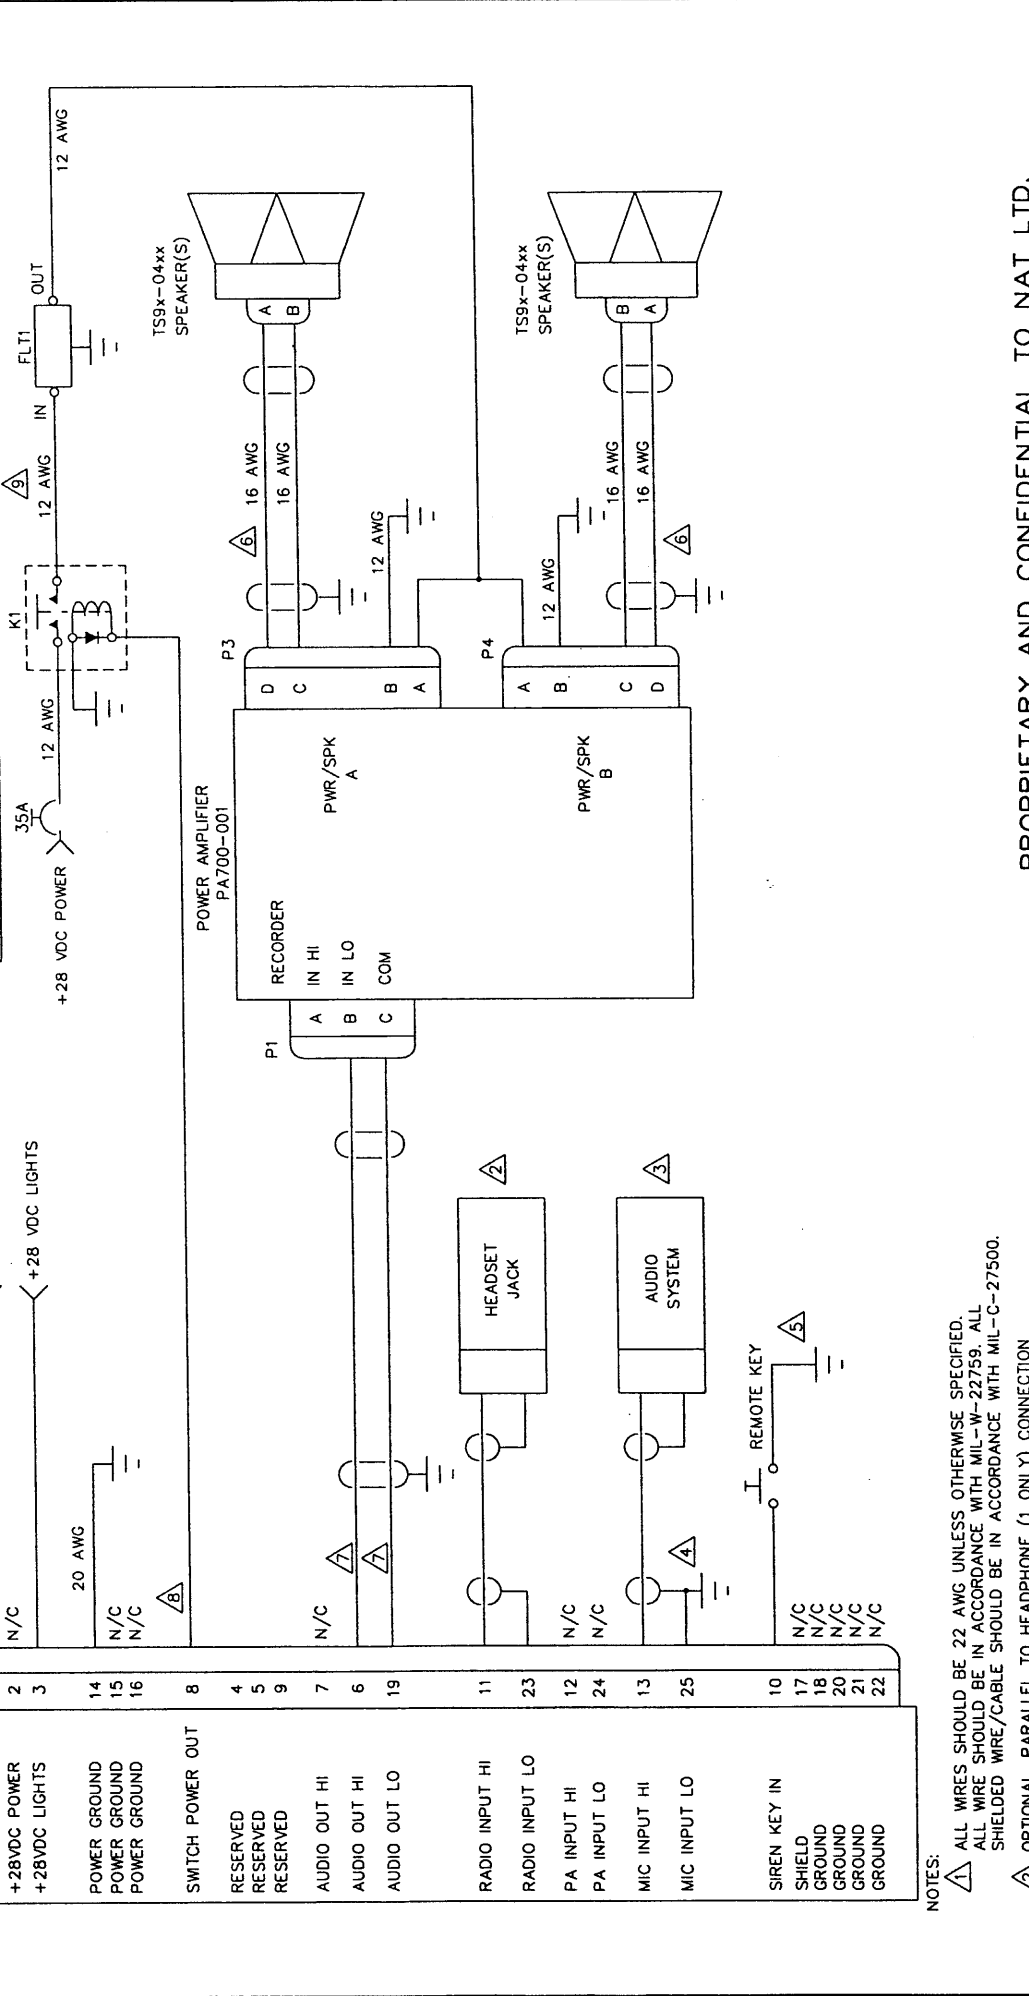 +28VDC POWER 2 N/C
+28VDC LIGHTS 3 +28 VDC LIGHTS
POWER GROUND 14 20 AWG
POWER GROUND 15 N/C
POWER GROUND 16 N/C
SWITCH POWER OUT 8 8
RESERVED 4
RESERVED 5
RESERVED 9
AUDIO OUT HI 7 N/C
AUDIO OUT HI 6 7
AUDIO OUT LO 19 7
RADIO INPUT HI 11
RADIO INPUT LO 23
PA INPUT HI 12 N/C
PA INPUT LO 24 N/C
MIC INPUT HI 13
MIC INPUT LO 25 4
SIREN KEY IN 10 REMOTE KEY 5
SHIELD 17 N/C
GROUND 18 N/C
GROUND 20 N/C
GROUND 21 N/C
GROUND 22 N/C
HEADSET
JACK
2
AUDIO
SYSTEM
3
P1
A
B
C
POWER AMPLIFIER
PA700-001
RECORDER
IN HI
IN LO
COM
PWR/SPK
A
PWR/SPK
B
+28 VDC POWER
35A
12 AWG
K1
12 AWG
9
IN
FLT1
OUT
12 AWG
P3
D
C
B
A
6
16 AWG
16 AWG
12 AWG
A
B
TS9x-04xx
SPEAKER(S)
P4
A
B
C
D
12 AWG
16 AWG
16 AWG
6
B
A
TS9x-04xx
SPEAKER(S)
NOTES:
1 ALL WIRES SHOULD BE 22 AWG UNLESS OTHERWISE SPECIFIED.
ALL WIRE SHOULD BE IN ACCORDANCE WITH MIL-W-22759. ALL
SHIELDED WIRE/CABLE SHOULD BE IN ACCORDANCE WITH MIL-C-27500.
2 OPTIONAL PARALLEL TO HEADPHONE (1 ONLY) CONNECTION
PROPRIETARY AND CONFIDENTIAL TO NAT LTD.